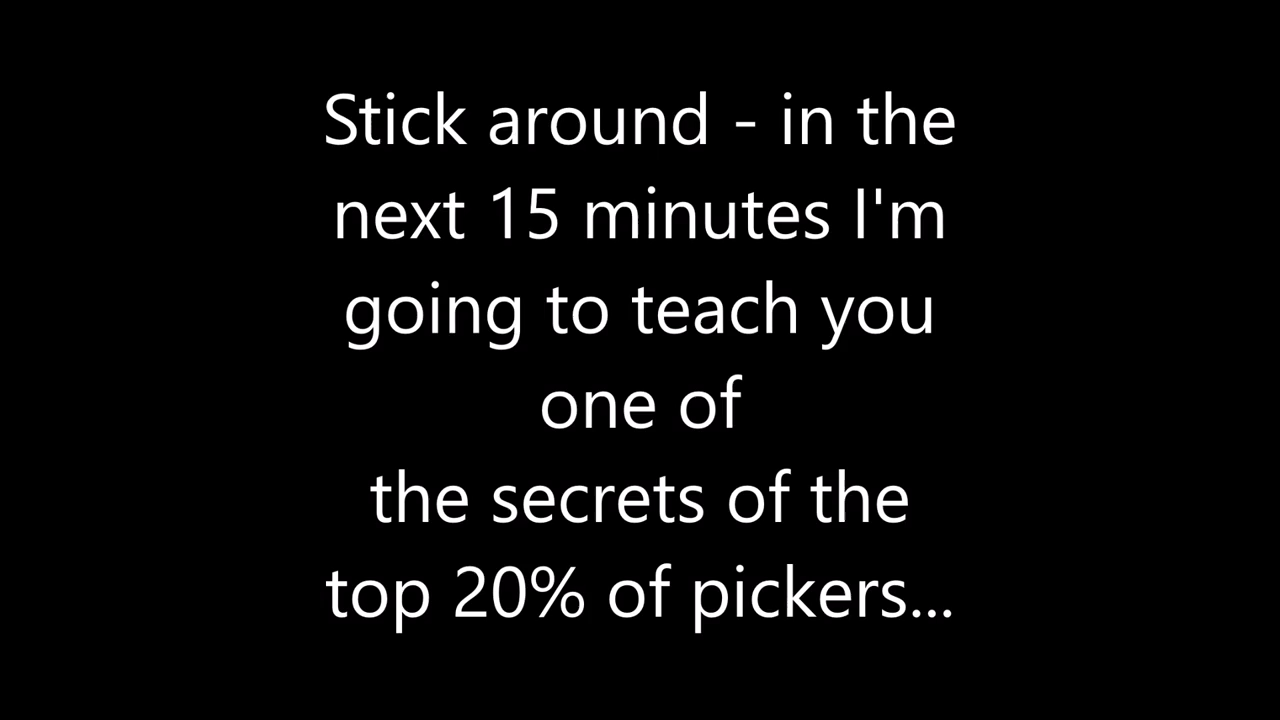 Stick around - in the
next 15 minutes I'm
going to teach you
one of
the secrets of the
top 20% of pickers...